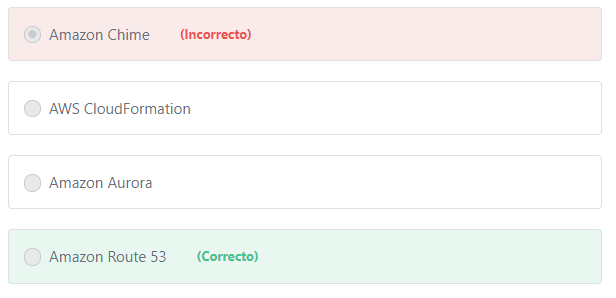 Amazon Chime (Incorrecto)
AWS CloudFormation
Amazon Aurora
Amazon Route 53 (Correcto)